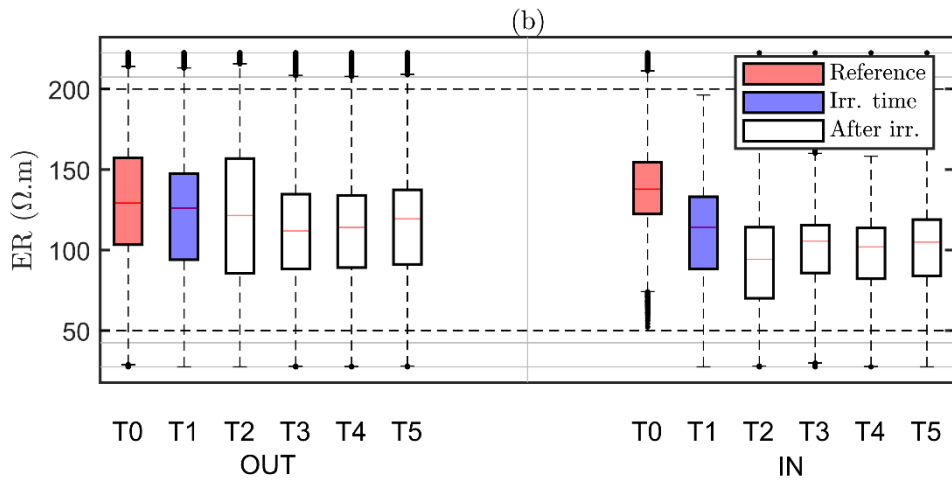 (b)
ER (Ω.m)
200
150
100
50
Reference
Irr. time
After irr.
T0 T1 T2 T3 T4 T5 T0 T1 T2 T3 T4 T5
OUT IN